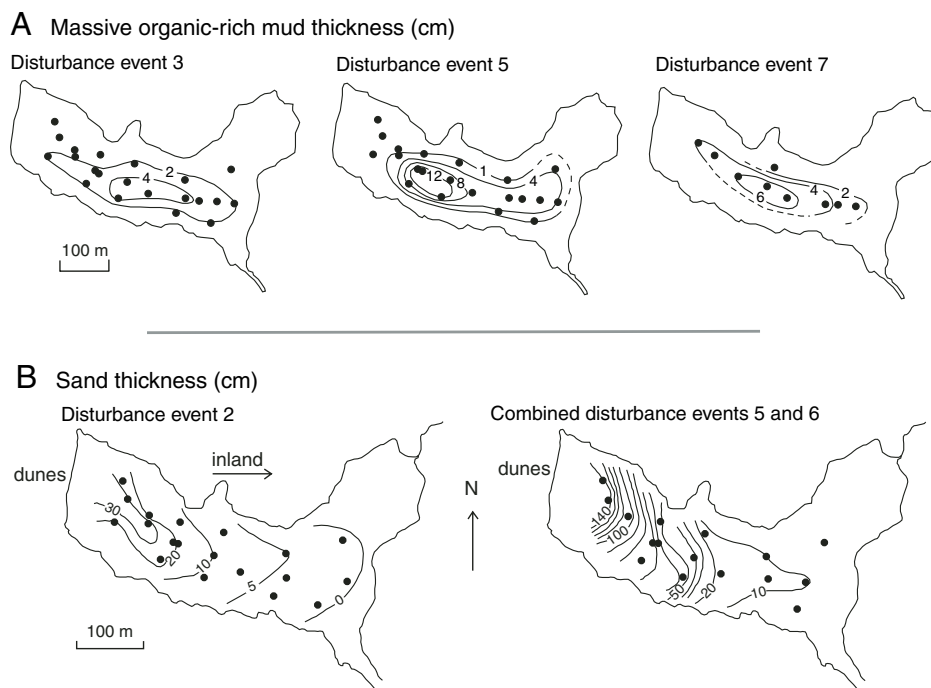 A Massive organic-rich mud thickness (cm)
Disturbance event 3
Disturbance event 5
Disturbance event 7
2
4
100 m
1
4
12
8
4
2
6
B Sand thickness (cm)
Disturbance event 2
Combined disturbance events 5 and 6
dunes
inland
30
20
10
5
0
100 m
N
dunes
140
100
50
20
10